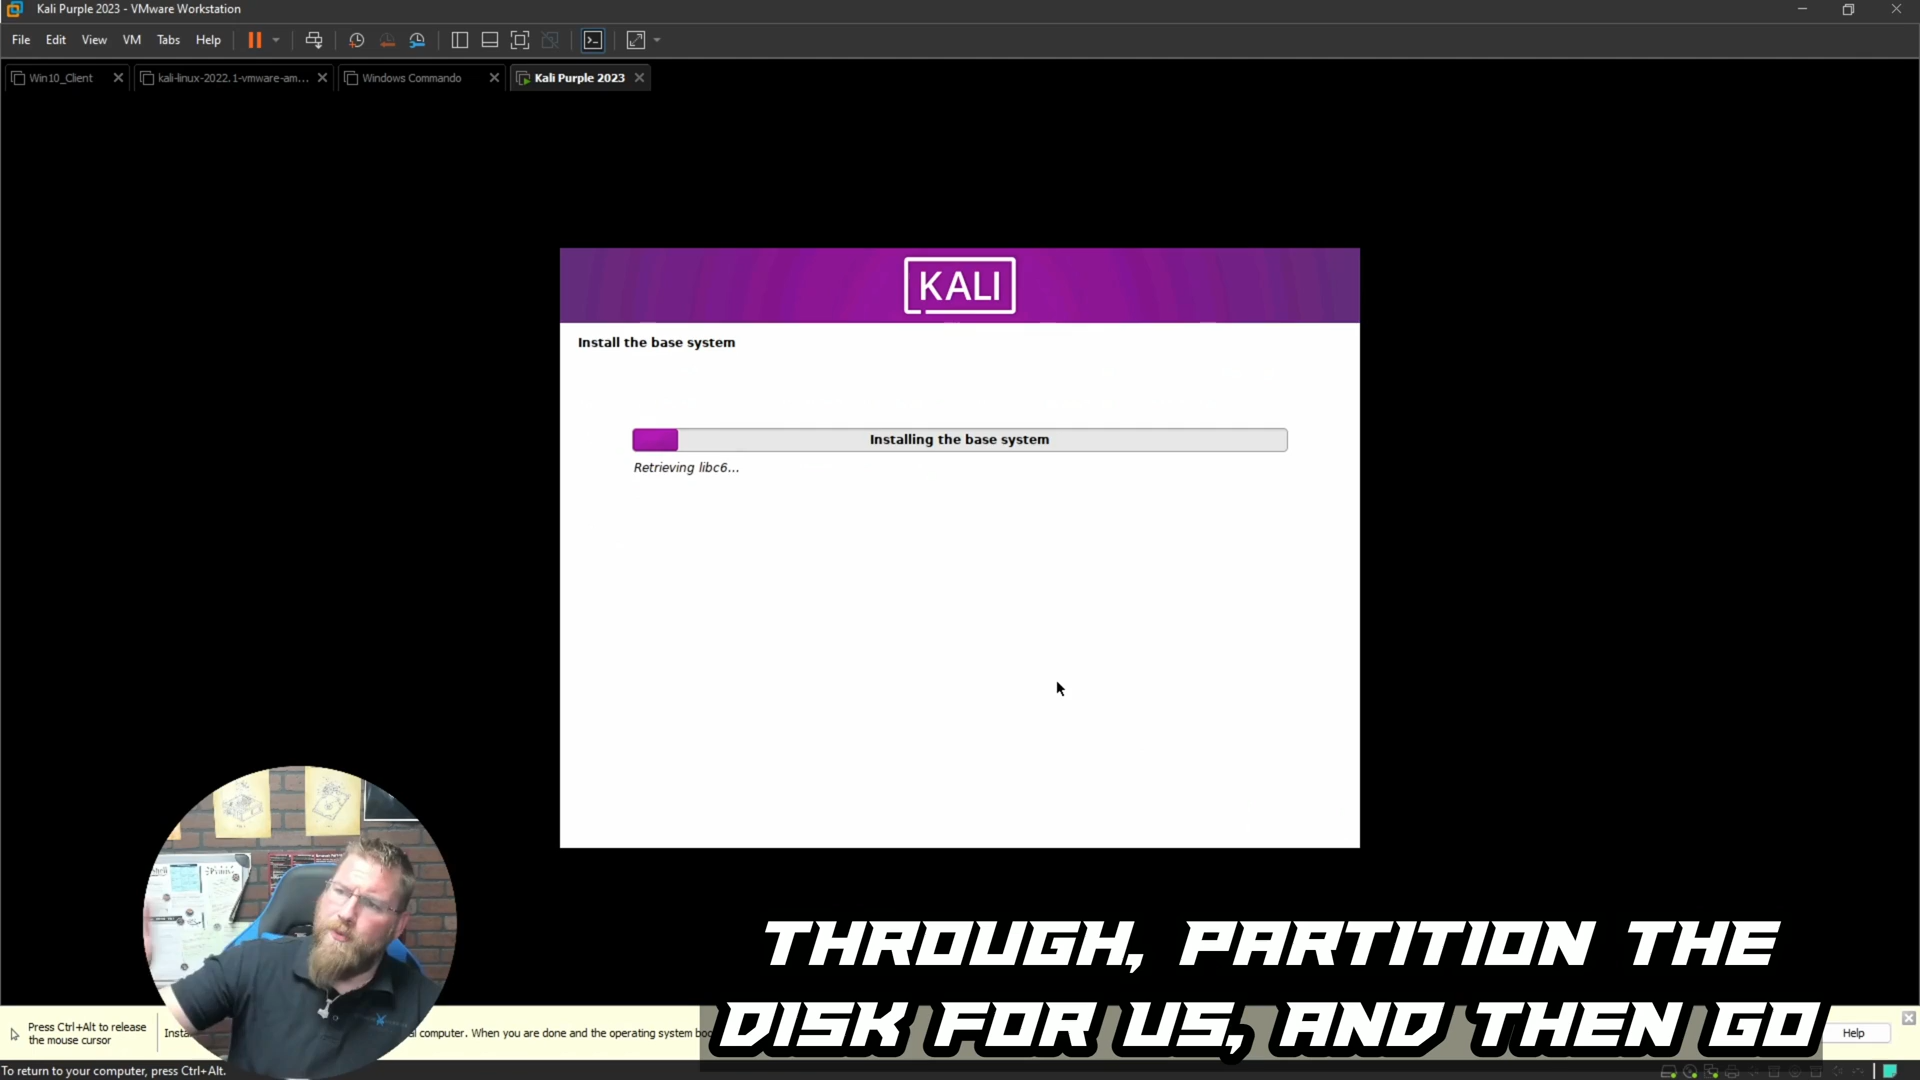 Kali Purple 2023 - VMware Workstation
File Edit View VM Tabs Help
Win10_Client
kali-linux-2022.1-vmware-am...
Windows Commando
Kali Purple 2023
KALI
Install the base system
Installing the base system
Retrieving libc6...
THROUGH, PARTITION THE
DISK FOR US, AND THEN GO
Press Ctrl+Alt to release
the mouse cursor
computer. When you are done and the operating system
Help
To return to your computer, press Ctrl+Alt.